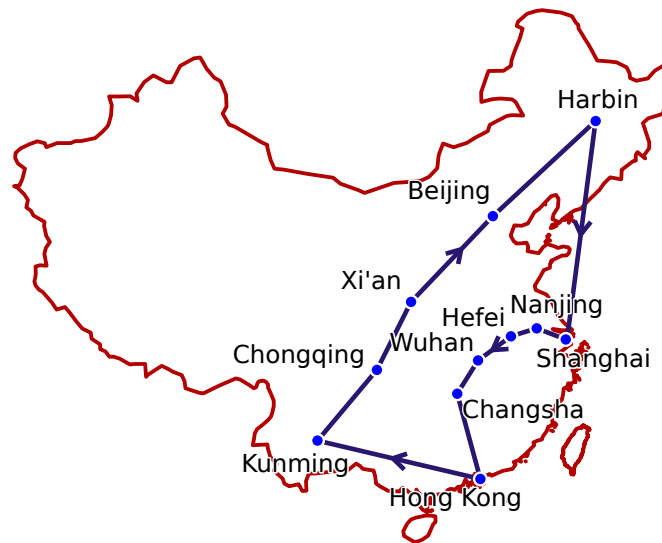 Harbin
Beijing
Xi'an
Nanjing
Hefei
Wuhan
Shanghai
Chongqing
Changsha
Kunming
Hong Kong